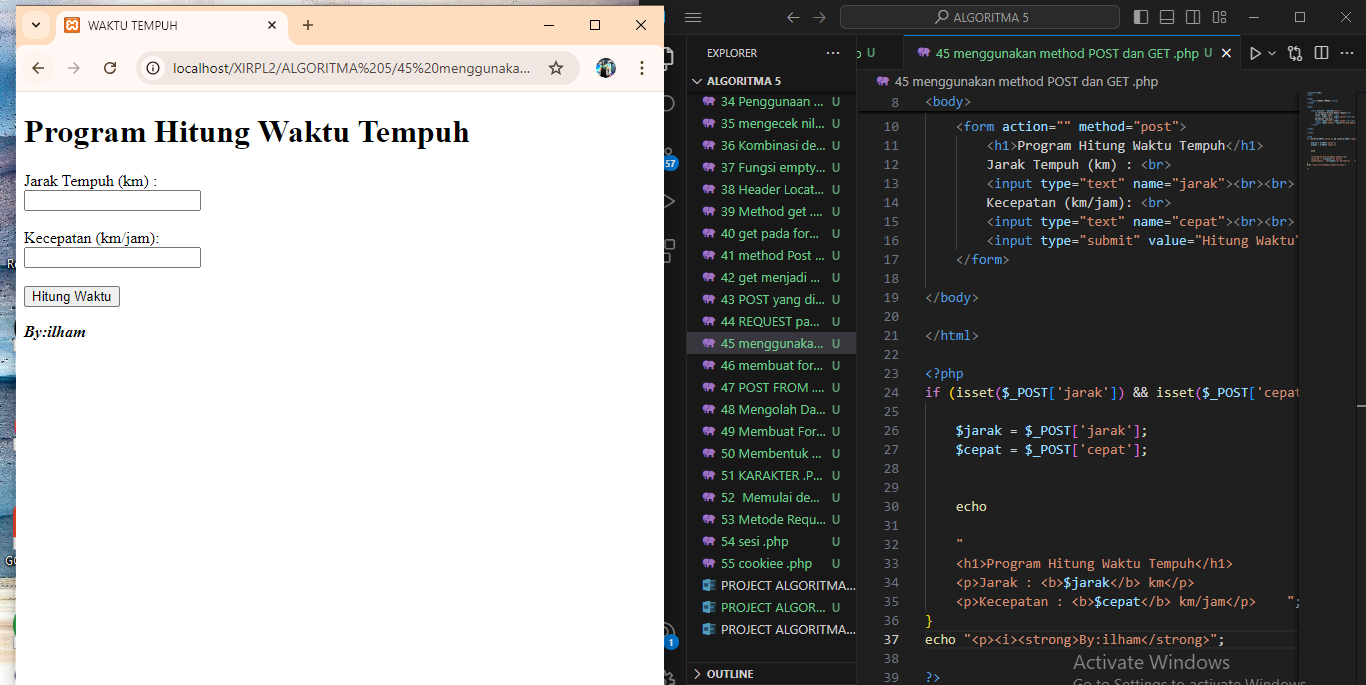 WAKTU TEMPUH
localhost/XIRPL2/ALGORITMA%205/45%20menggunaka...
Program Hitung Waktu Tempuh
Jarak Tempuh (km) :
Kecepatan (km/jam):
Hitung Waktu
By:ilham
ALGORITMA 5
57
1
EXPLORER
ALGORITMA 5
34 Penggunaan ... U
35 mengecek nil... U
36 Kombinasi de... U
37 Fungsi empty... U
38 Header Locat... U
39 Method get .... U
40 get pada for... U
41 method Post ... U
42 get menjadi ... U
43 POST yang di... U
44 REQUEST pa... U
45 menggunaka... U
46 membuat for... U
47 POST FROM .... U
48 Mengolah Da... U
49 Membuat For... U
50 Membentuk ... U
51 KARAKTER .P... U
52 Memulai de... U
53 Metode Requ... U
54 sesi .php U
55 cookiee .php U
PROJECT ALGORITMA...
PROJECT ALGOR... U
PROJECT ALGORITMA...
OUTLINE
U
45 menggunakan method POST dan GET .php U
45 menggunakan method POST dan GET .php
8 <body>
10 <form action="" method="post">
11 <h1>Program Hitung Waktu Tempuh</h1>
12 Jarak Tempuh (km) : <br>
13 <input type="text" name="jarak"><br><br>
14 Kecepatan (km/jam): <br>
15 <input type="text" name="cepat"><br><br>
16 <input type="submit" value="Hitung Waktu"
17 </form>
18
19 </body>
20
21 </html>
22
23 <?php
24 if (isset($_POST['jarak']) && isset($_POST['cepat
25
26 $jarak = $_POST['jarak'];
27 $cepat = $_POST['cepat'];
28
29
30 echo
31
32 "
33 <h1>Program Hitung Waktu Tempuh</h1>
34 <p>Jarak : <b>$jarak</b> km</p>
35 <p>Kecepatan : <b>$cepat</b> km/jam</p> ";
36 }
37 echo "<p><i><strong>By:ilham</strong>";
38
39 ?>
Activate Windows
Go to Settings to activate Windows.